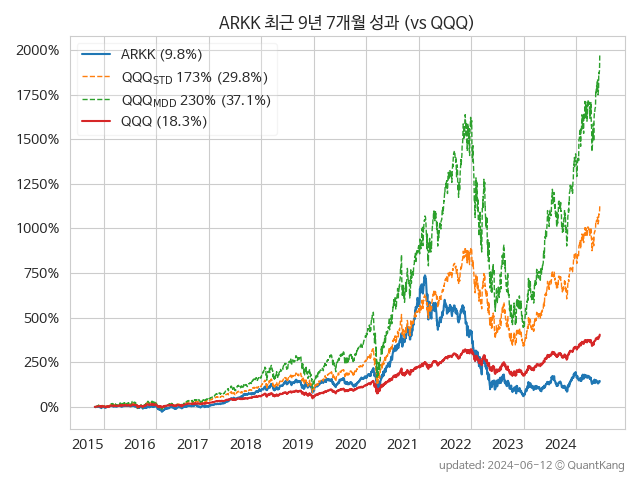 ARKK 최근 9년 7개월 성과 (vs QQQ)
2000%
1750%
1500%
1250%
1000%
750%
500%
250%
0%
ARKK (9.8%)
QQQSTD 173% (29.8%)
QQQMDD 230% (37.1%)
QQQ (18.3%)
2015 2016 2017 2018 2019 2020 2021 2022 2023 2024
updated: 2024-06-12 © QuantKang